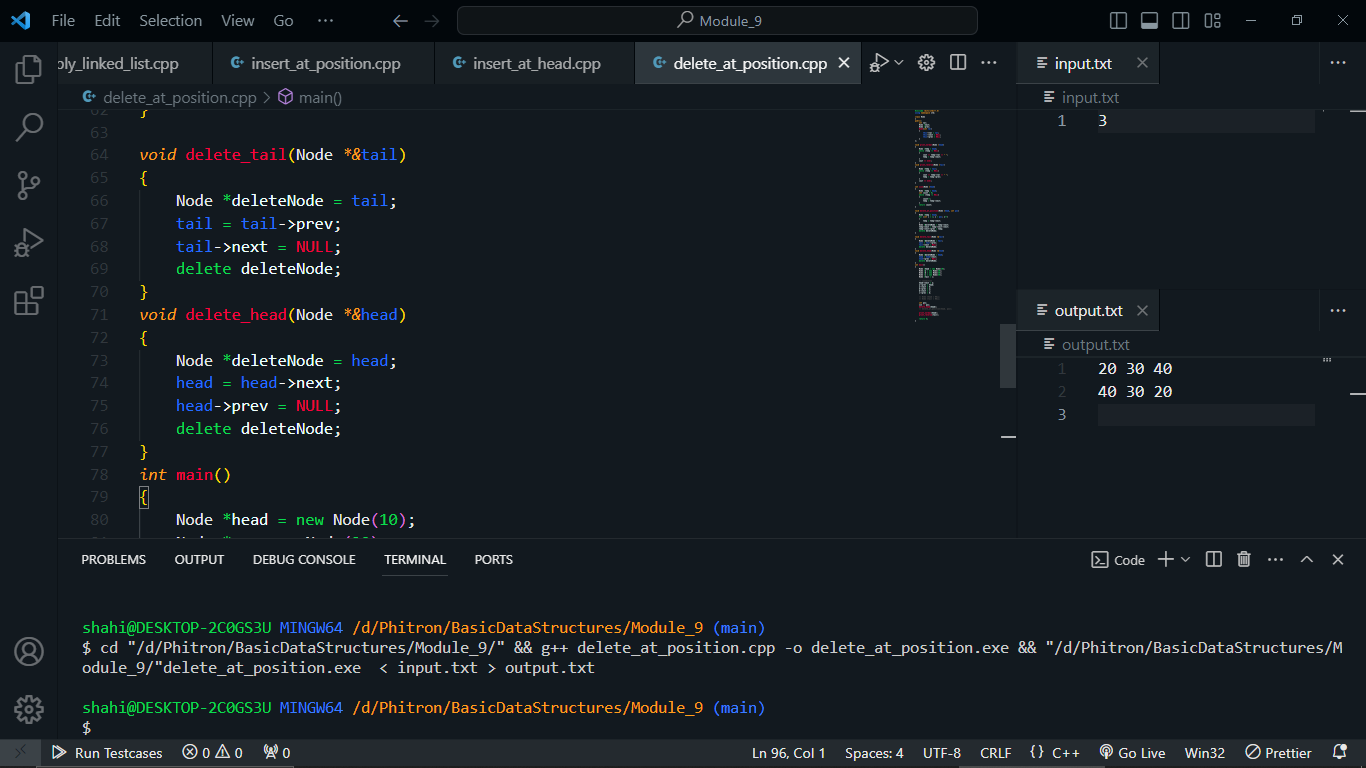 File Edit Selection View Go ··· Module_9
ply_linked_list.cpp insert_at_position.cpp insert_at_head.cpp delete_at_position.cpp
delete_at_position.cpp > main()
62 }
63
64 void delete_tail(Node *&tail)
65 {
66 Node *deleteNode = tail;
67 tail = tail->prev;
68 tail->next = NULL;
69 delete deleteNode;
70 }
71 void delete_head(Node *&head)
72 {
73 Node *deleteNode = head;
74 head = head->next;
75 head->prev = NULL;
76 delete deleteNode;
77 }
78 int main()
79 {
80 Node *head = new Node(10);
input.txt
input.txt
1 3
output.txt
output.txt
1 20 30 40
2 40 30 20
3
PROBLEMS OUTPUT DEBUG CONSOLE TERMINAL PORTS Code
shahi@DESKTOP-2C0GS3U MINGW64 /d/Phitron/BasicDataStructures/Module_9 (main)
$ cd "/d/Phitron/BasicDataStructures/Module_9/" && g++ delete_at_position.cpp -o delete_at_position.exe && "/d/Phitron/BasicDataStructures/M
odule_9/"delete_at_position.exe < input.txt > output.txt
shahi@DESKTOP-2C0GS3U MINGW64 /d/Phitron/BasicDataStructures/Module_9 (main)
$
Run Testcases 0 0 0 Ln 96, Col 1 Spaces: 4 UTF-8 CRLF {} C++ Go Live Win32 Prettier